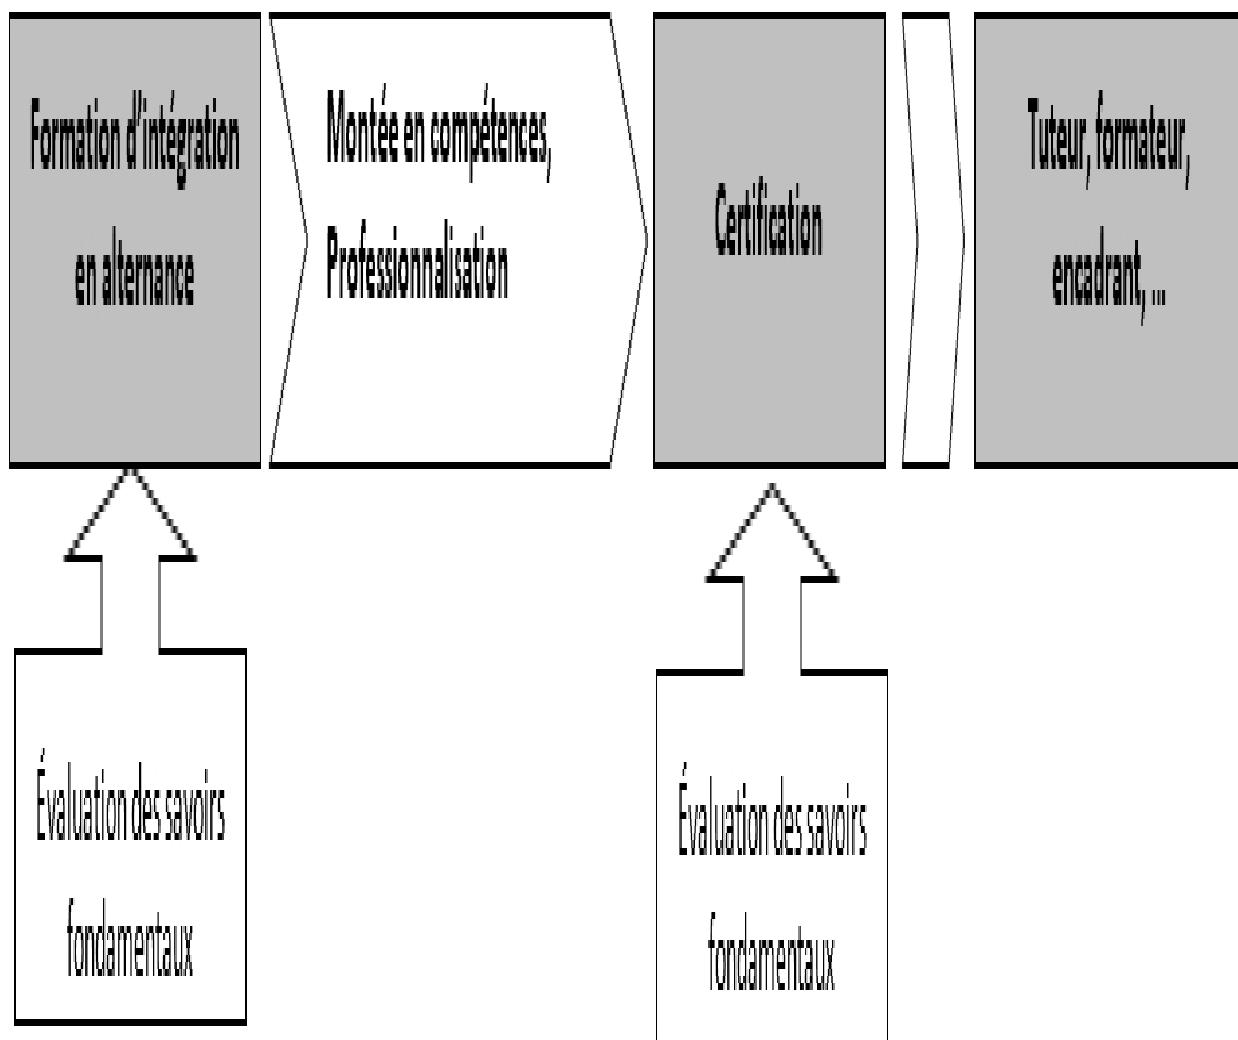 Formation d'intégration
en alternance
Montée en compétences,
Professionnalisation
Certification
Tuteur, formateur,
encadrant, ...
Évaluation des savoirs
fondamentaux
Évaluation des savoirs
fondamentaux